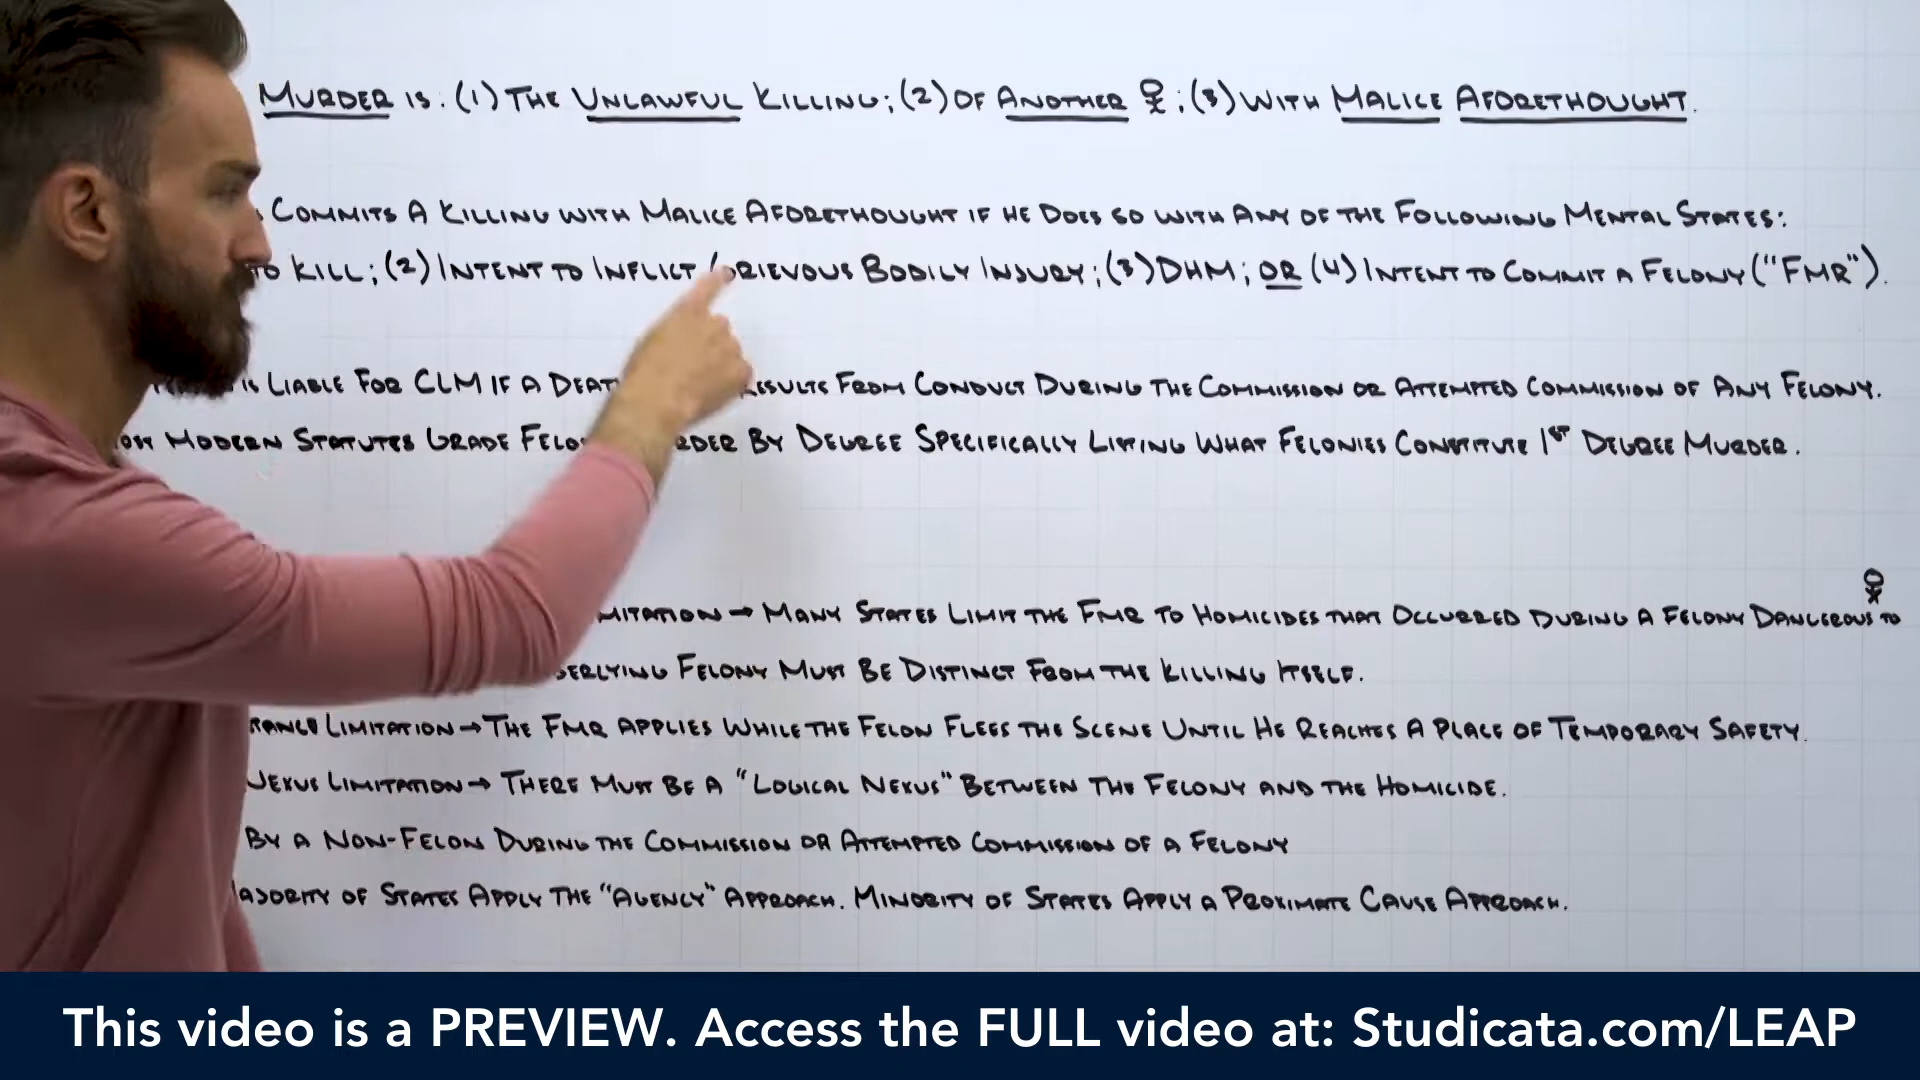 MURDER IS: (1) THE UNLAWFUL KILLING; (2) OF ANOTHER ; (3) WITH MALICE AFORETHOUGHT.
COMMITS A KILLING WITH MALICE AFORETHOUGHT IF HE DOES SO WITH ANY OF THE FOLLOWING MENTAL STATES:
TO KILL; (2) INTENT TO INFLICT GRIEVOUS BODILY INJURY; (3) DHM; OR (4) INTENT TO COMMIT A FELONY ("FMR").
IS LIABLE FOR CLM IF A DEATH RESULTS FROM CONDUCT DURING THE COMMISSION OR ATTEMPTED COMMISSION OF ANY FELONY.
MODERN STATUTES GRADE BY DEGREE SPECIFICALLY LISTING WHAT FELONIES CONSTITUTE 1ST DEGREE MURDER.
→ MANY STATES LIMIT THE FMR TO HOMICIDES THAT OCCURRED DURING A FELONY DANGEROUS TO
FELONY MUST BE DISTINCT FROM THE KILLING ITSELF.
LIMITATION → THE FMR APPLIES WHILE THE FELON FLEES THE SCENE UNTIL HE REACHES A PLACE OF TEMPORARY SAFETY.
NEXUS LIMITATION → THERE MUST BE A "LOGICAL NEXUS" BETWEEN THE FELONY AND THE HOMICIDE.
BY A NON-FELON DURING THE COMMISSION OR ATTEMPTED COMMISSION OF A FELONY
MAJORITY OF STATES APPLY THE "AGENCY" APPROACH. MINORITY OF STATES APPLY A PROXIMATE CAUSE APPROACH.
This video is a PREVIEW. Access the FULL video at: Studicata.com/LEAP